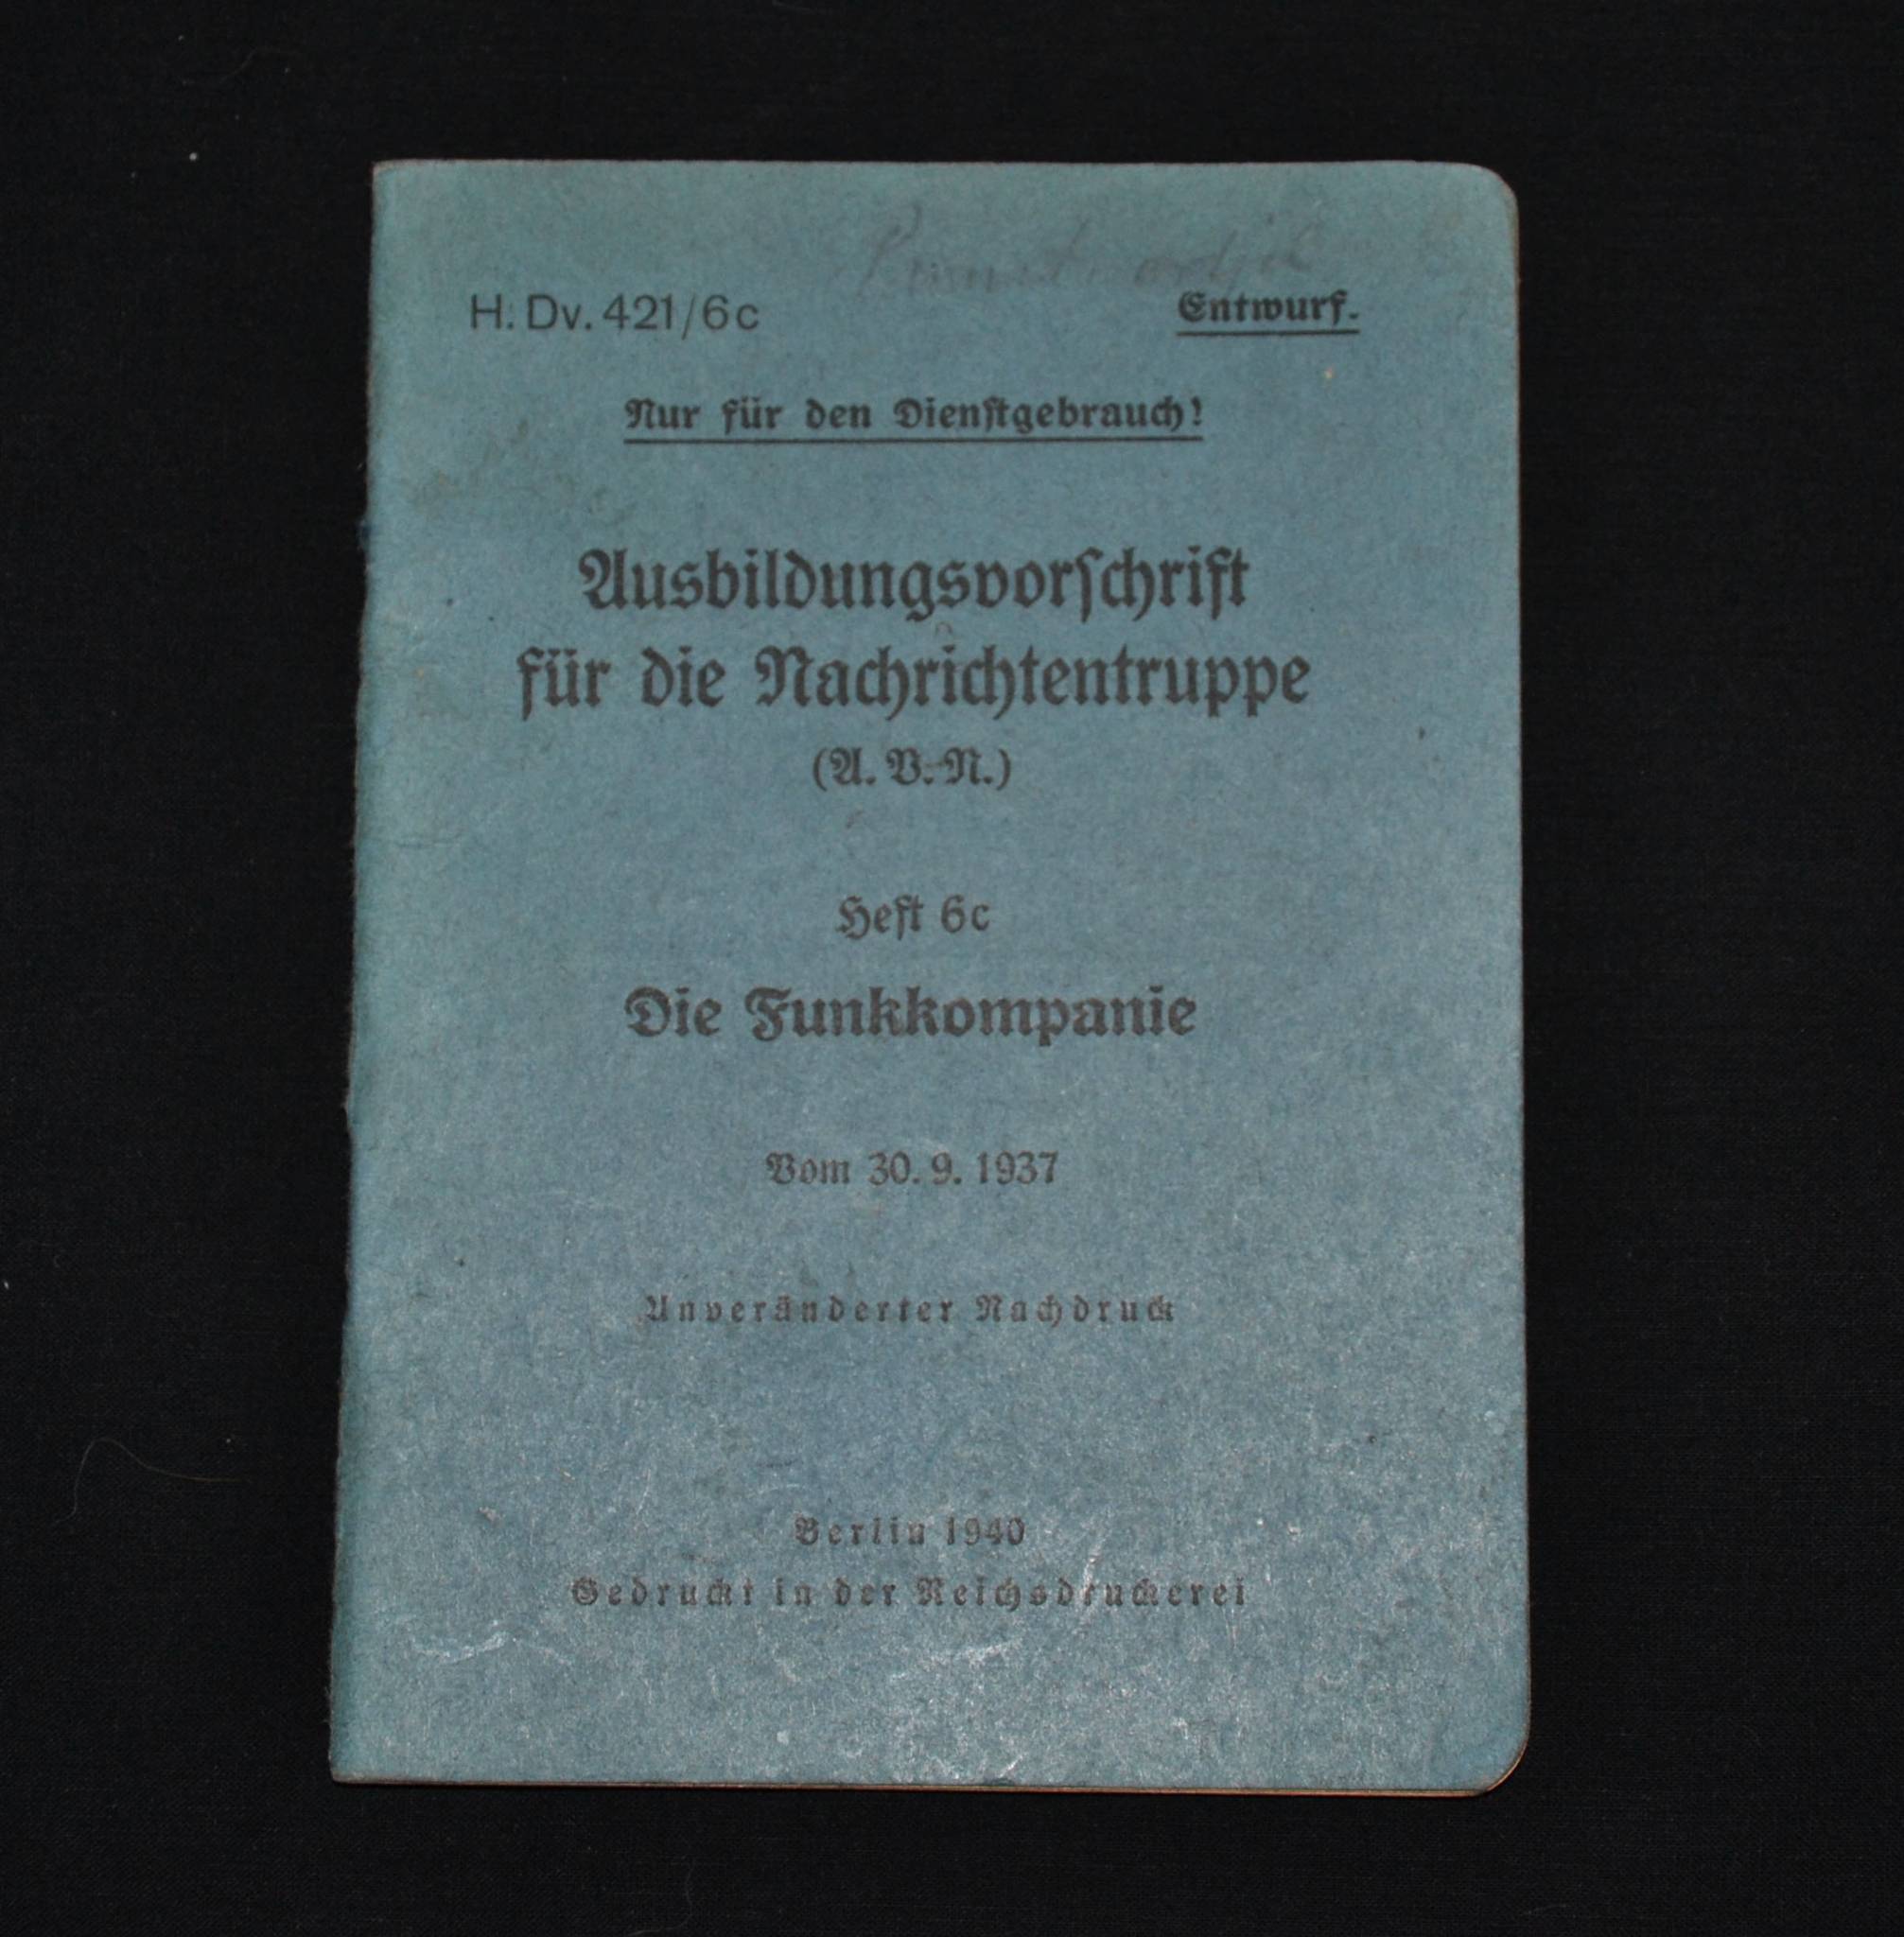 H. Dv. 421/6c
Entwurf.
Nur für den Dienſtgebrauch!
Ausbildungsvorſchrift
für die Nachrichtentruppe
(A. V.-N.)
Heft 6c
Die Funkkompanie
Vom 30. 9. 1937
Unveränderter Nachdruck
Berlin 1940
Gedruckt in der Reichsdruckerei